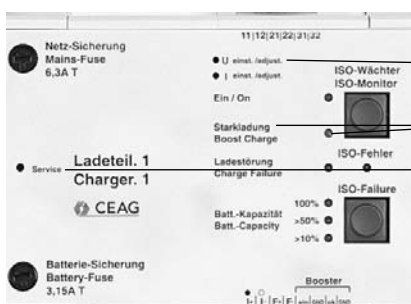 11|12|21|22|31|32
Netz-Sicherung
Mains-Fuse
6,3A T
U einst. /adjust.
I einst. /adjust.
ISO-Wächter
ISO-Monitor
Ein / On
Starkladung
Boost Charge
Service
Ladeteil. 1
Charger. 1
Ladestörung
Charge Failure
ISO-Fehler
ISO-Failure
CEAG
Batt.-Kapazität
Batt.-Capacity
100%
>50%
>10%
Batterie-Sicherung
Battery-Fuse
3,15A T
Booster